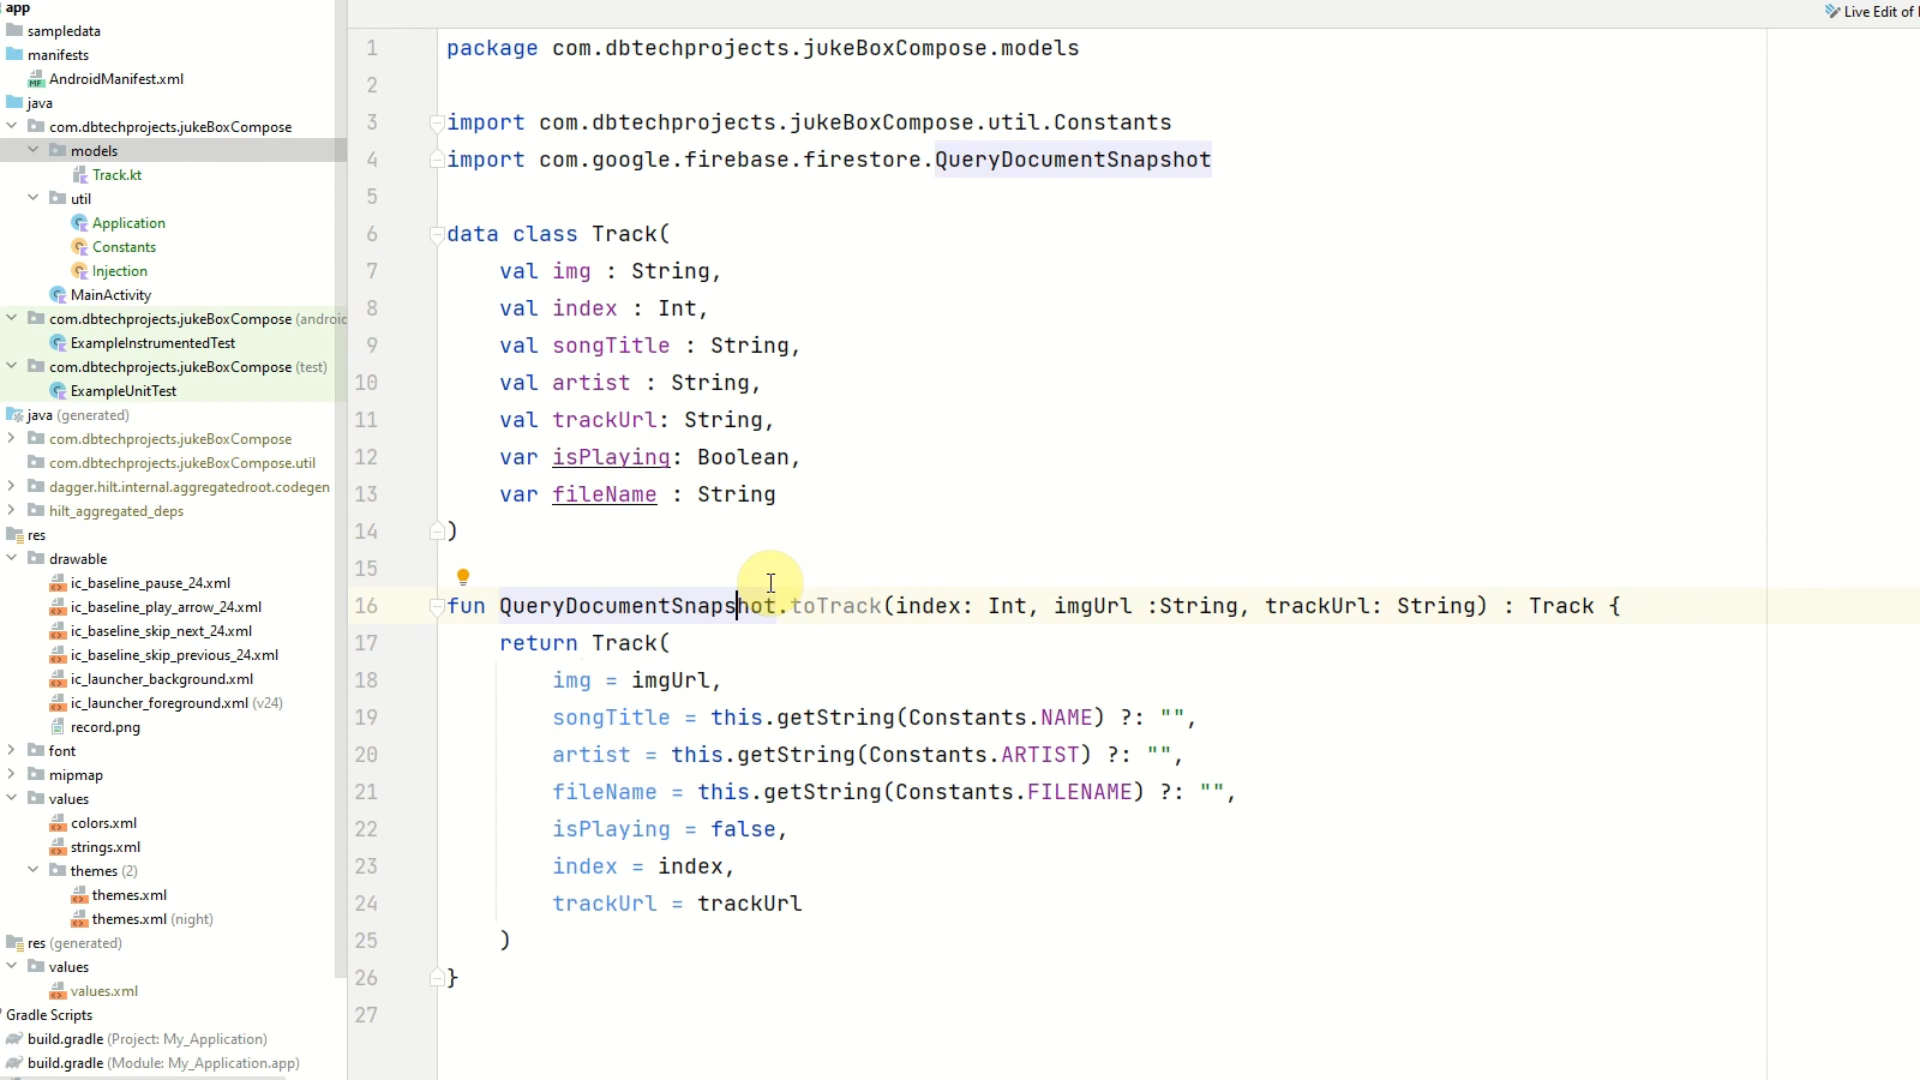 app
sampledata
manifests
AndroidManifest.xml
java
com.dbtechprojects.jukeBoxCompose
models
Track.kt
util
Application
Constants
Injection
MainActivity
com.dbtechprojects.jukeBoxCompose (androi
ExampleInstrumentedTest
com.dbtechprojects.jukeBoxCompose (test)
ExampleUnitTest
java (generated)
com.dbtechprojects.jukeBoxCompose
com.dbtechprojects.jukeBoxCompose.util
dagger.hilt.internal.aggregatedroot.codegen
hilt_aggregated_deps
res
drawable
ic_baseline_pause_24.xml
ic_baseline_play_arrow_24.xml
ic_baseline_skip_next_24.xml
ic_baseline_skip_previous_24.xml
ic_launcher_background.xml
ic_launcher_foreground.xml (v24)
record.png
font
mipmap
values
colors.xml
strings.xml
themes (2)
themes.xml
themes.xml (night)
res (generated)
values
values.xml
Gradle Scripts
build.gradle (Project: My_Application)
build.gradle (Module: My_Application.app)
Live Edit of
1 package com.dbtechprojects.jukeBoxCompose.models
2
3 import com.dbtechprojects.jukeBoxCompose.util.Constants
4 import com.google.firebase.firestore.QueryDocumentSnapshot
5
6 data class Track(
7 val img : String,
8 val index : Int,
9 val songTitle : String,
10 val artist : String,
11 val trackUrl: String,
12 var isPlaying: Boolean,
13 var fileName : String
14 )
15
16 fun QueryDocumentSnapshot.toTrack(index: Int, imgUrl :String, trackUrl: String) : Track {
17 return Track(
18 img = imgUrl,
19 songTitle = this.getString(Constants.NAME) ?: "",
20 artist = this.getString(Constants.ARTIST) ?: "",
21 fileName = this.getString(Constants.FILENAME) ?: "",
22 isPlaying = false,
23 index = index,
24 trackUrl = trackUrl
25 )
26 }
27